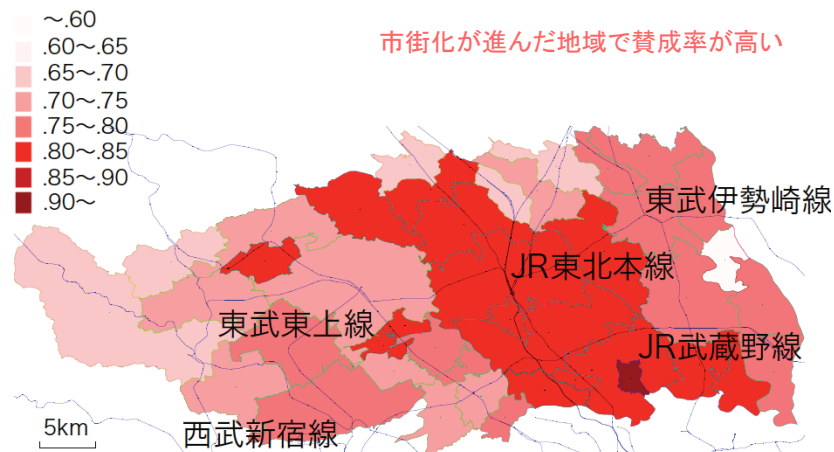 ～.60
.60～.65
.65～.70
.70～.75
.75～.80
.80～.85
.85～.90
.90～
市街化が進んだ地域で賛成率が高い
東武伊勢崎線
JR東北本線
東武東上線
JR武蔵野線
西武新宿線
5km